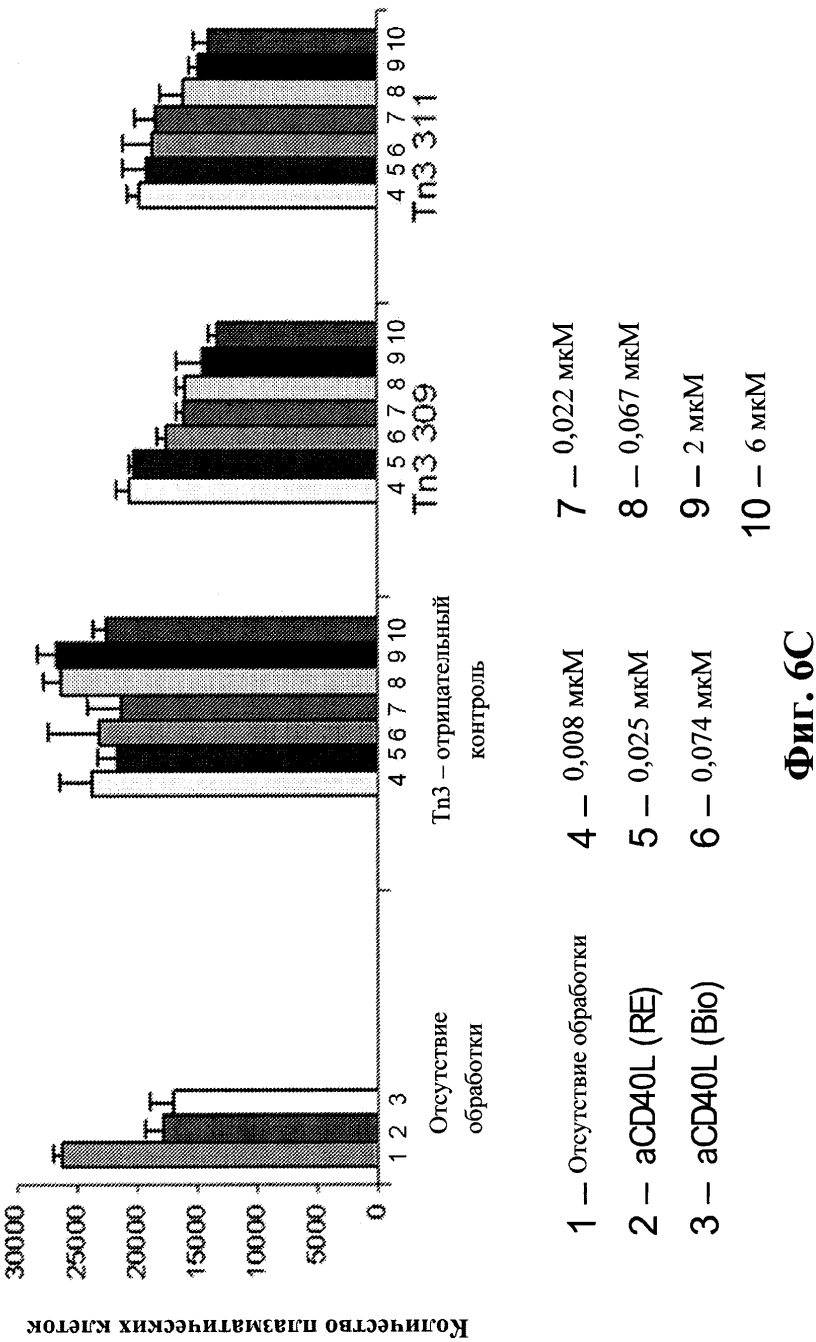 Количество плазматических клеток
30000
25000
20000
15000
10000
5000
0
1 2 3
Отсутствие
обработки
4 5 6 7 8 9 10
Tn3 – отрицательный
контроль
4 5 6 7 8 9 10
Tn3 309
4 5 6 7 8 9 10
Tn3 311
1 – Отсутствие обработки
2 – aCD40L (RE)
3 – aCD40L (Bio)
4 – 0,008 мкМ
5 – 0,025 мкМ
6 – 0,074 мкМ
7 – 0,022 мкМ
8 – 0,067 мкМ
9 – 2 мкМ
10 – 6 мкМ
Фиг. 6C